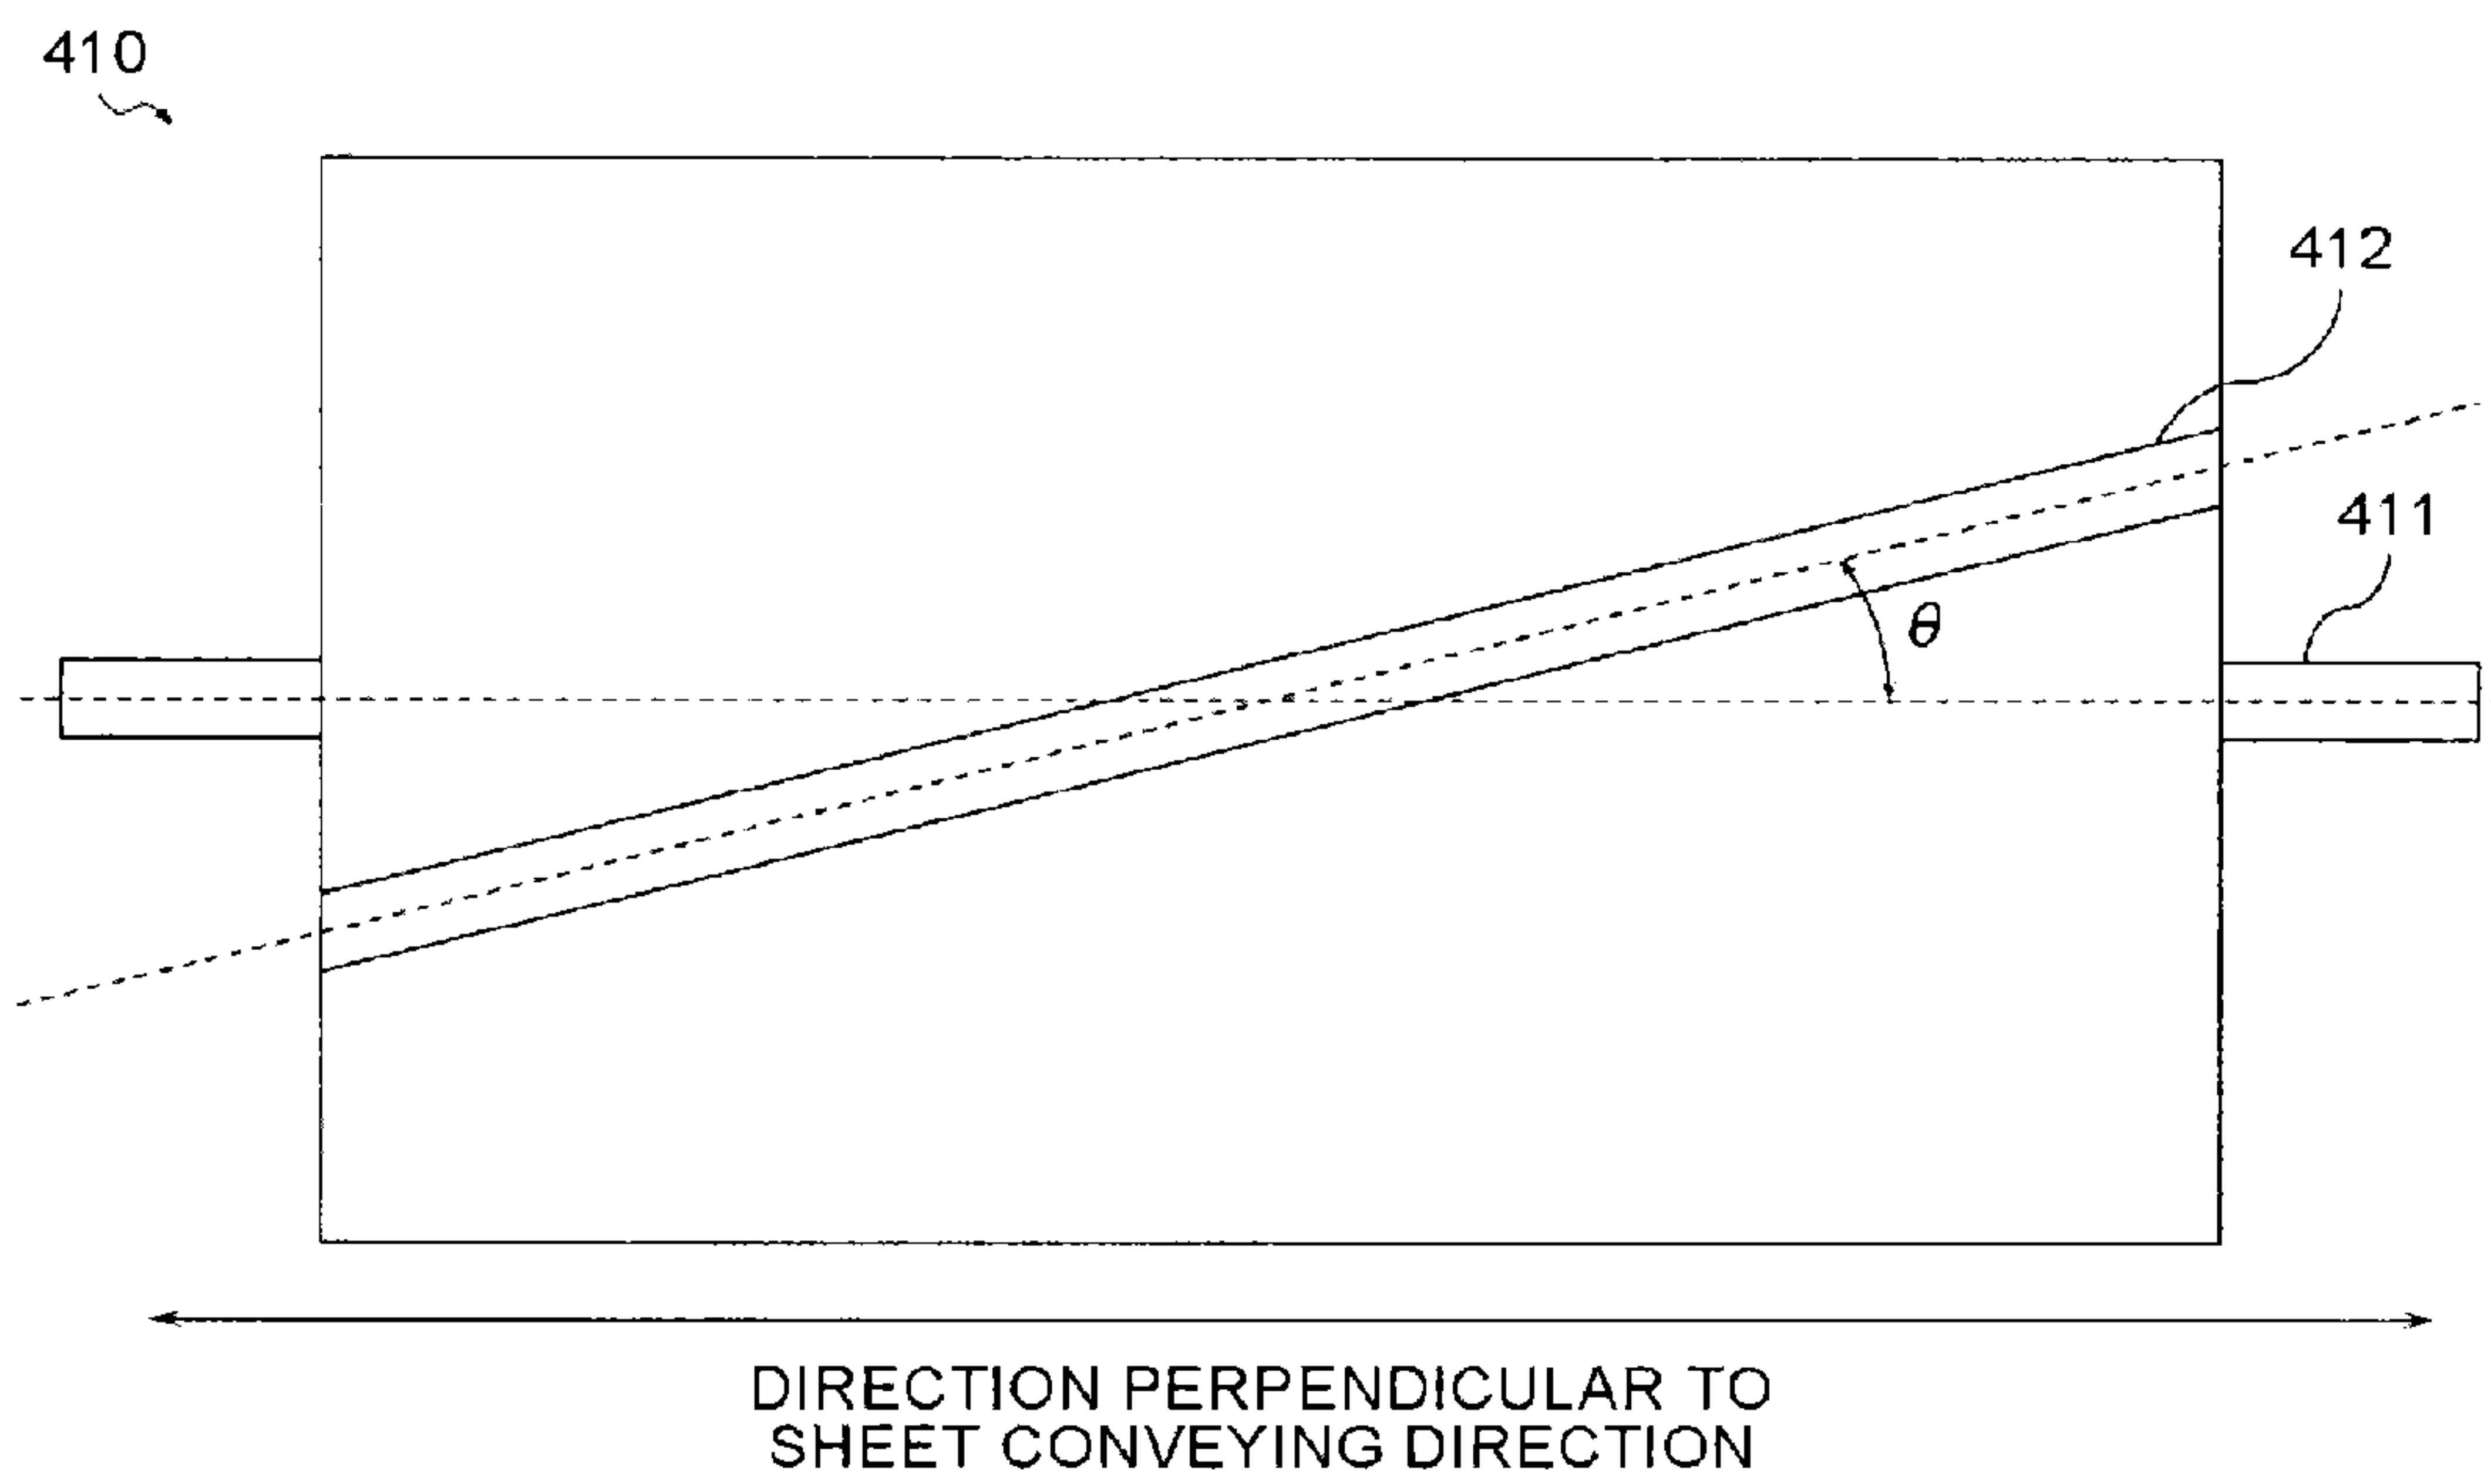 410
412
411
θ
DIRECTION PERPENDICULAR TO
SHEET CONVEYING DIRECTION